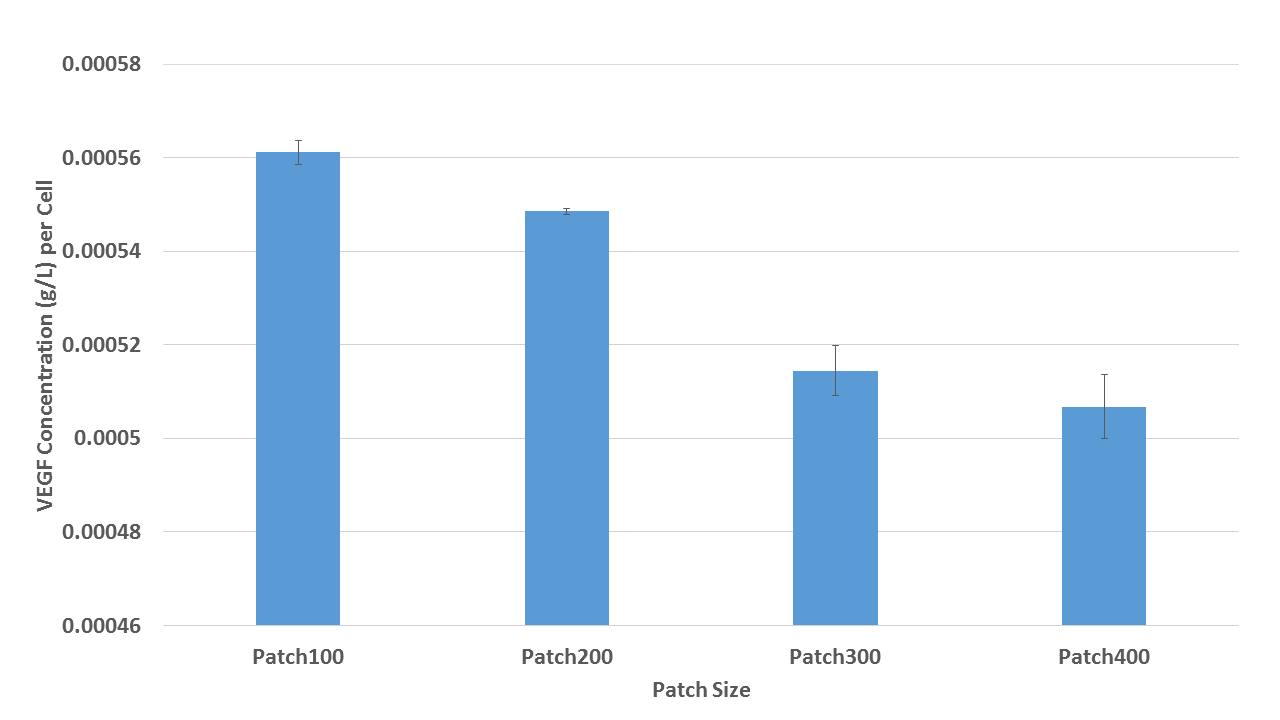 0.00058
0.00056
0.00054
0.00052
0.0005
0.00048
0.00046
VEGF Concentration (g/L) per Cell
Patch100
Patch200
Patch300
Patch400
Patch Size